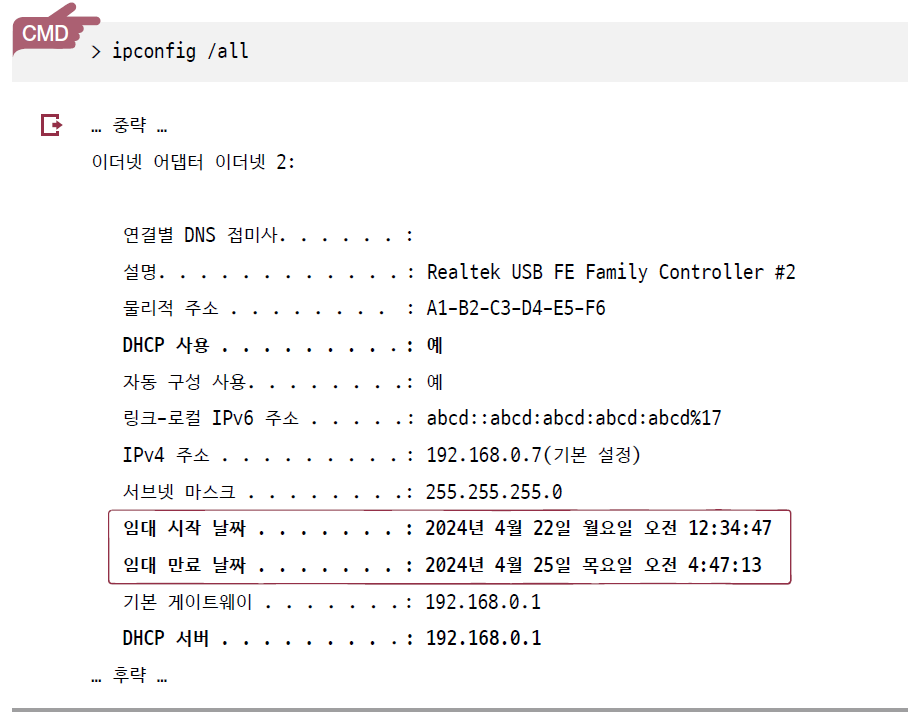 CMD
> ipconfig /all
… 중략 …
이더넷 어댑터 이더넷 2:
연결별 DNS 접미사. . . . . . :
설명. . . . . . . . . . . . : Realtek USB FE Family Controller #2
물리적 주소 . . . . . . . . : A1-B2-C3-D4-E5-F6
DHCP 사용 . . . . . . . . . : 예
자동 구성 사용. . . . . . . .: 예
링크-로컬 IPv6 주소 . . . . .: abcd::abcd:abcd:abcd:abcd%17
IPv4 주소 . . . . . . . . .: 192.168.0.7(기본 설정)
서브넷 마스크 . . . . . . . .: 255.255.255.0
임대 시작 날짜 . . . . . . . : 2024년 4월 22일 월요일 오전 12:34:47
임대 만료 날짜 . . . . . . . : 2024년 4월 25일 목요일 오전 4:47:13
기본 게이트웨이 . . . . . . .: 192.168.0.1
DHCP 서버 . . . . . . . . . : 192.168.0.1
… 후략 …